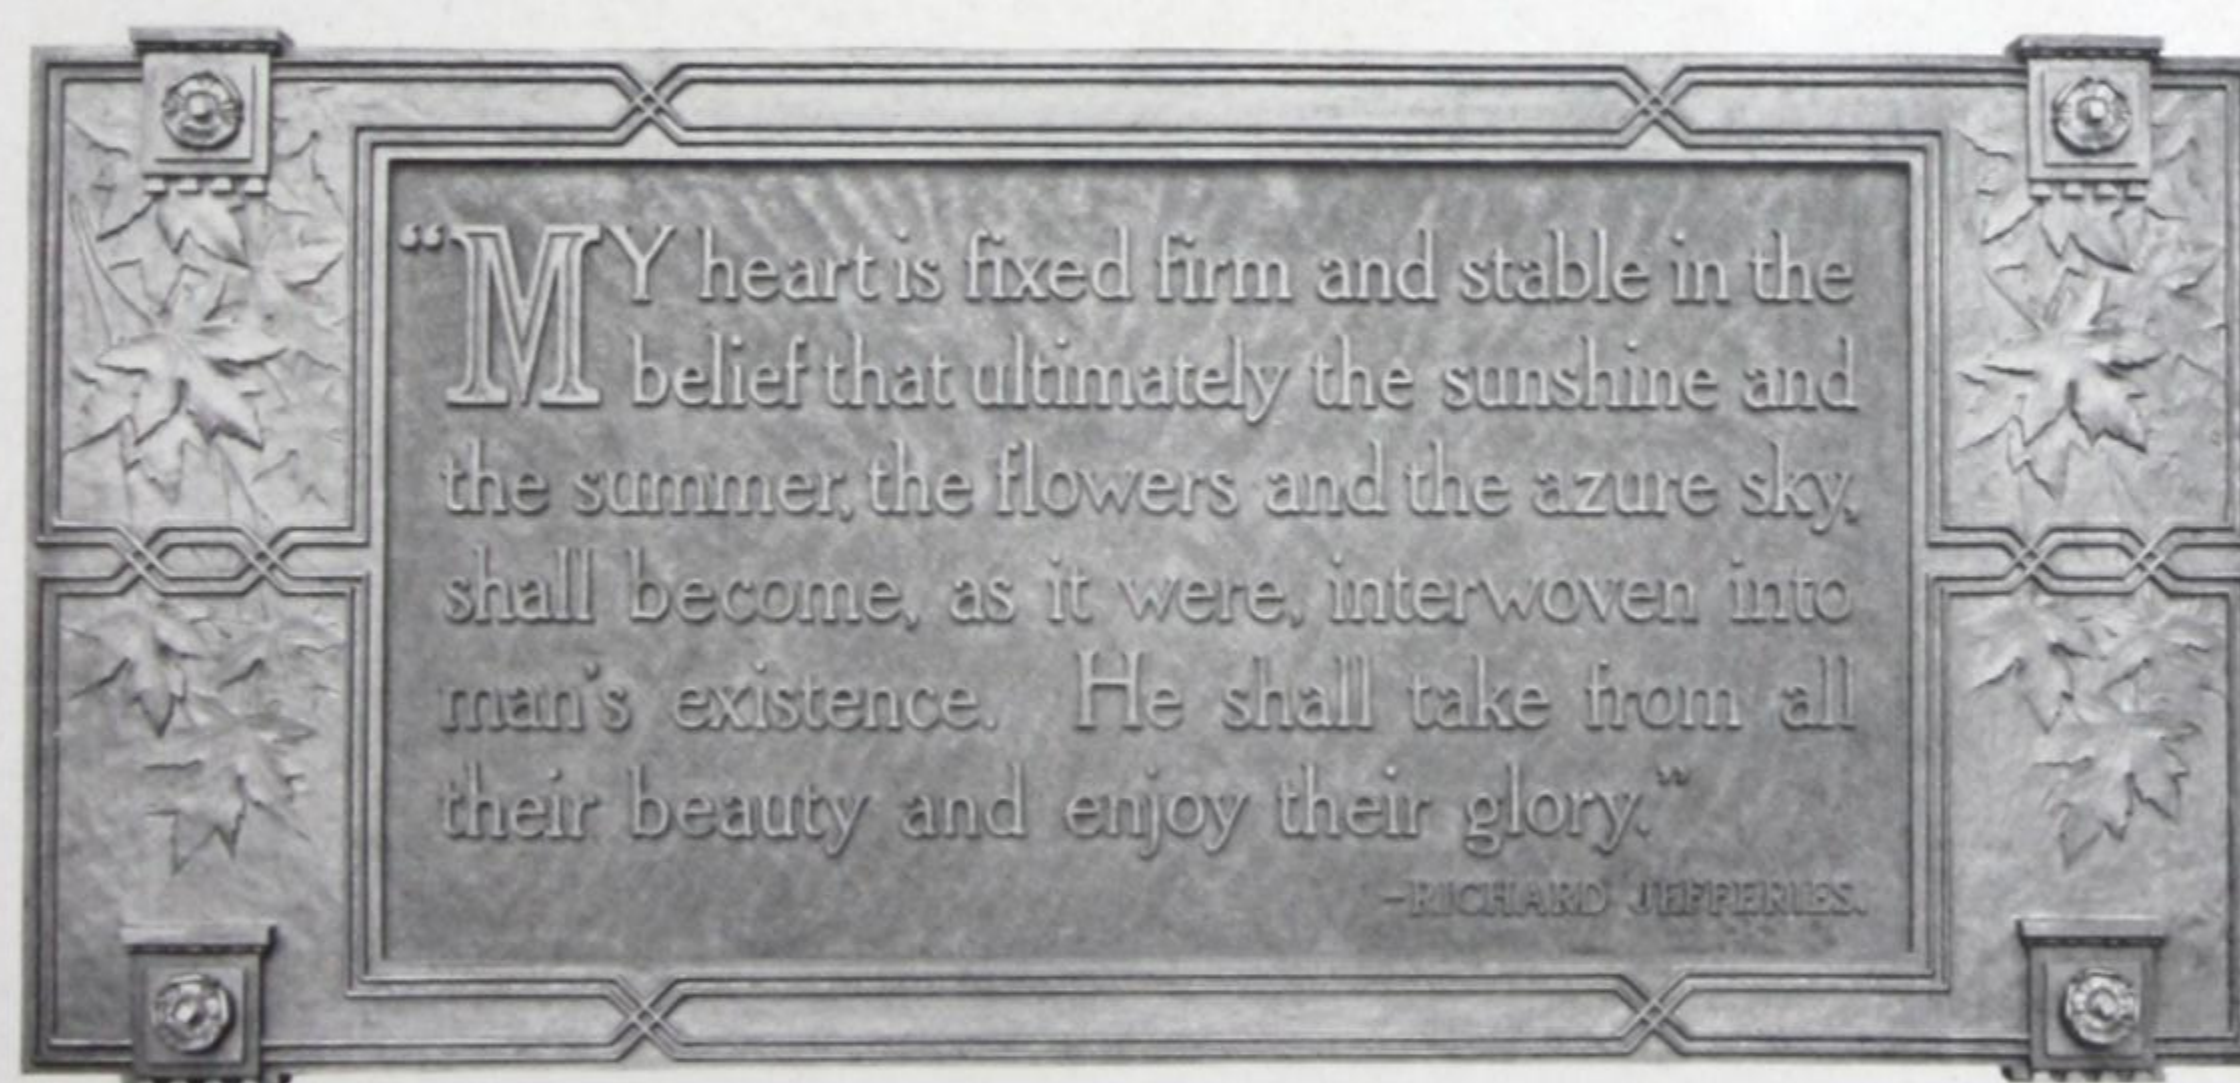 “MY heart is fixed firm and stable in the
belief that ultimately the sunshine and
the summer, the flowers and the azure sky,
shall become, as it were, interwoven into
man's existence. He shall take from all
their beauty and enjoy their glory.”
-RICHARD JEFFERIES.